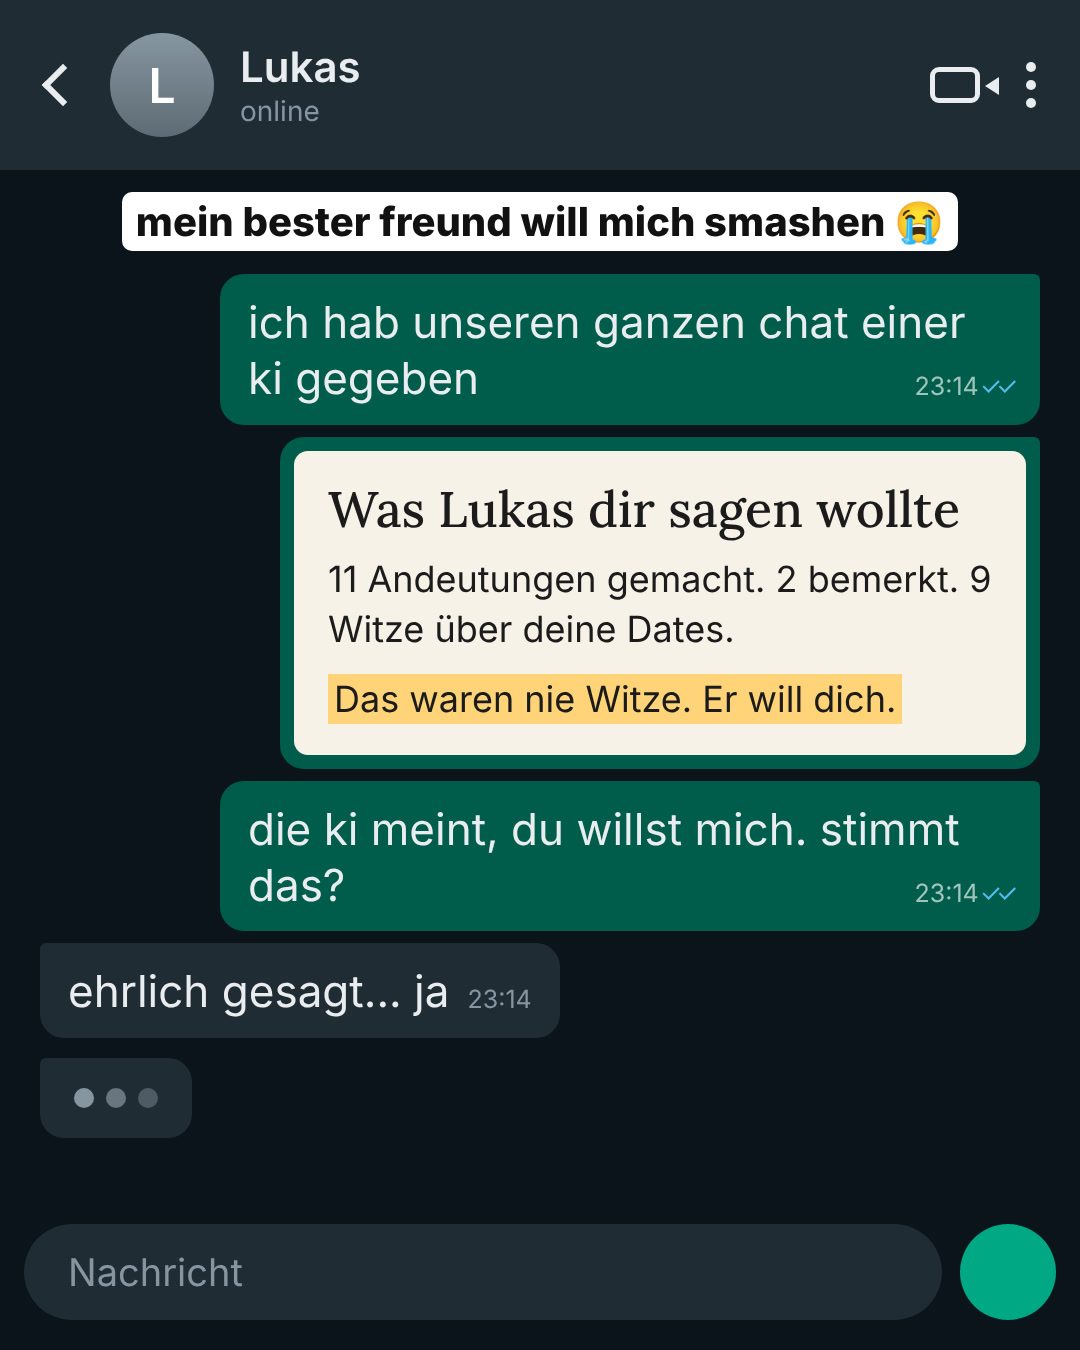 L
Lukas
online
mein bester freund will mich smashen 😭
ich hab unseren ganzen chat einer
ki gegeben
23:14
Was Lukas dir sagen wollte
11 Andeutungen gemacht. 2 bemerkt. 9
Witze über deine Dates.
Das waren nie Witze. Er will dich.
die ki meint, du willst mich. stimmt
das?
23:14
ehrlich gesagt... ja 23:14
Nachricht